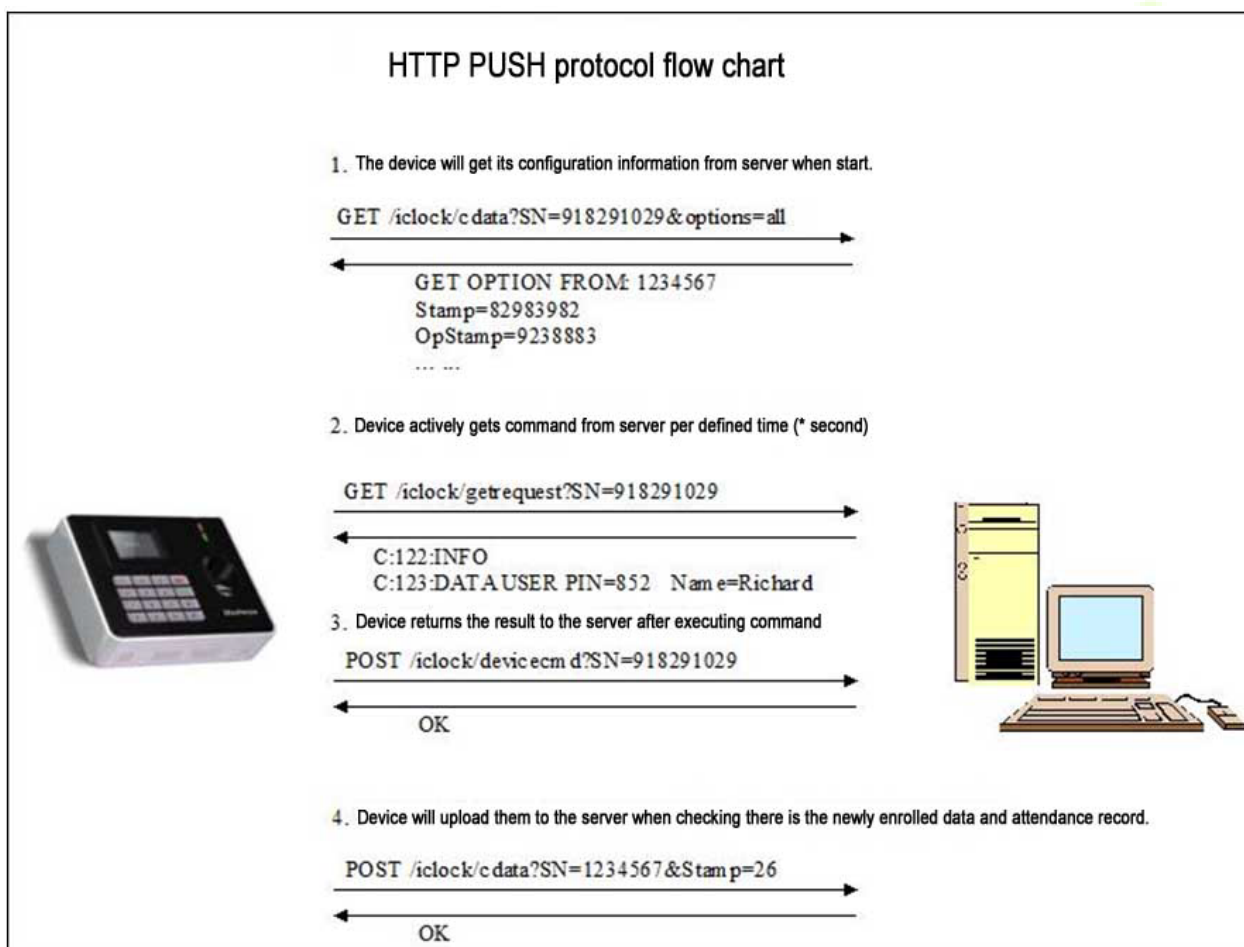 HTTP PUSH protocol flow chart
1. The device will get its configuration information from server when start.
GET /iclock/cdata?SN=918291029&options=all
GET OPTION FROM: 1234567
Stamp=82983982
OpStamp=9238883
... ...
2. Device actively gets command from server per defined time (* second)
GET /iclock/getrequest?SN=918291029
C:122:INFO
C:123:DATA USER PIN=852 Name=Richard
3. Device returns the result to the server after executing command
POST /iclock/devicecmd?SN=918291029
OK
4. Device will upload them to the server when checking there is the newly enrolled data and attendance record.
POST /iclock/cdata?SN=1234567&Stamp=26
OK